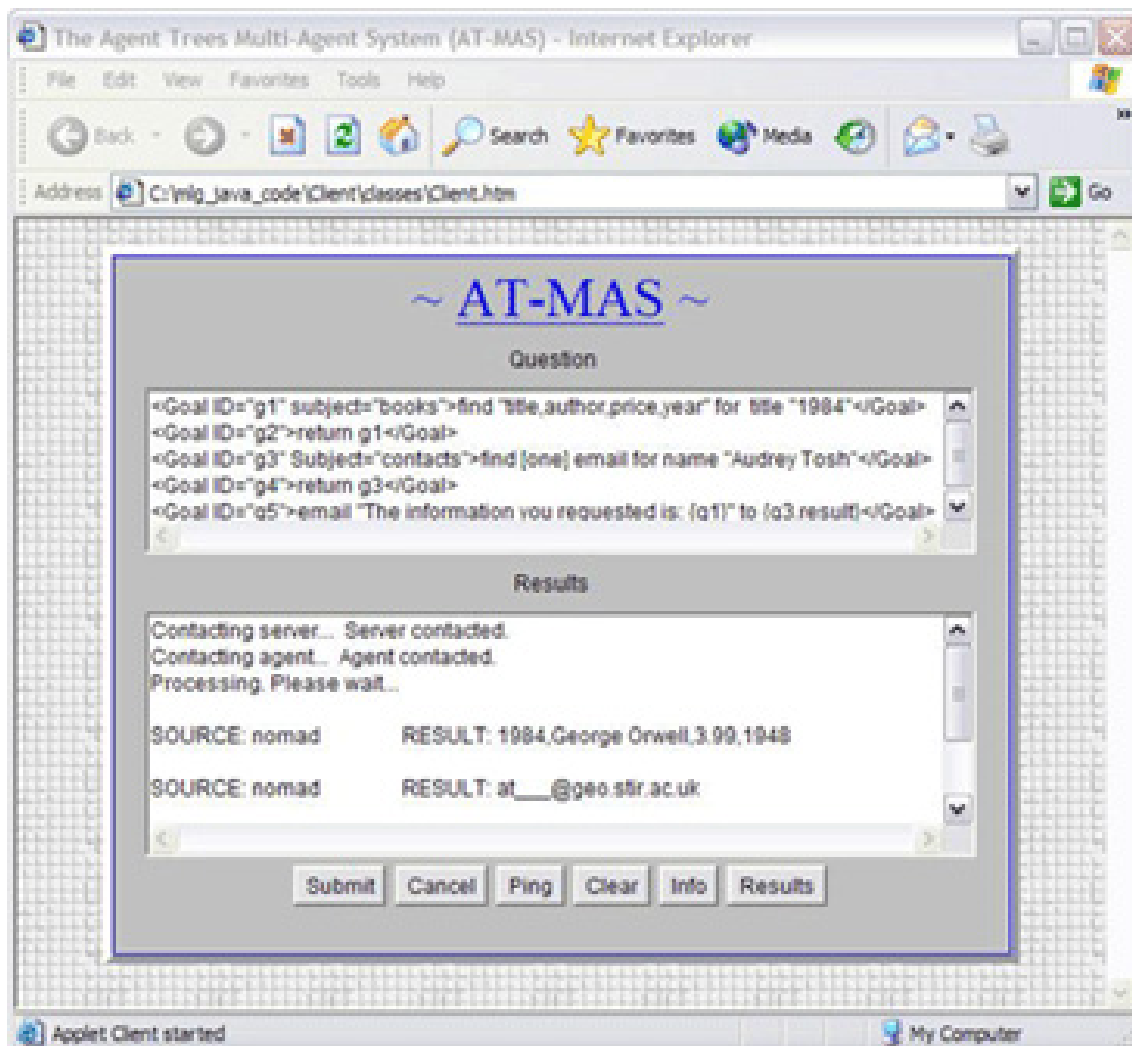 The Agent Trees Multi-Agent System (AT-MAS) - Internet Explorer
File Edit View Favorites Tools Help
Back Search Favorites Media
Address C:\mlg_java_code\Client\classes\Client.htm Go
~ AT-MAS ~
Question
<Goal ID="g1" subject="books">find "title,author,price,year" for title "1984"</Goal>
<Goal ID="g2">return g1</Goal>
<Goal ID="g3" Subject="contacts">find [one] email for name "Audrey Tosh"</Goal>
<Goal ID="g4">return g3</Goal>
<Goal ID="g5">email "The information you requested is: {g1}" to {g3.result}</Goal>
Results
Contacting server... Server contacted.
Contacting agent... Agent contacted.
Processing. Please wait...
SOURCE: nomad RESULT: 1984,George Orwell,3.99,1948
SOURCE: nomad RESULT: at___@geo.stir.ac.uk
Submit Cancel Ping Clear Info Results
Applet Client started My Computer